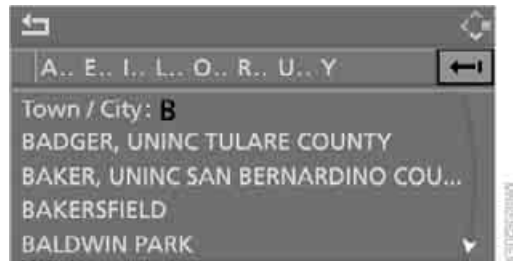 A.. E.. I.. L.. O.. R.. U.. Y
Town / City: B
BADGER, UNINC TULARE COUNTY
BAKER, UNINC SAN BERNARDINO COU...
BAKERSFIELD
BALDWIN PARK